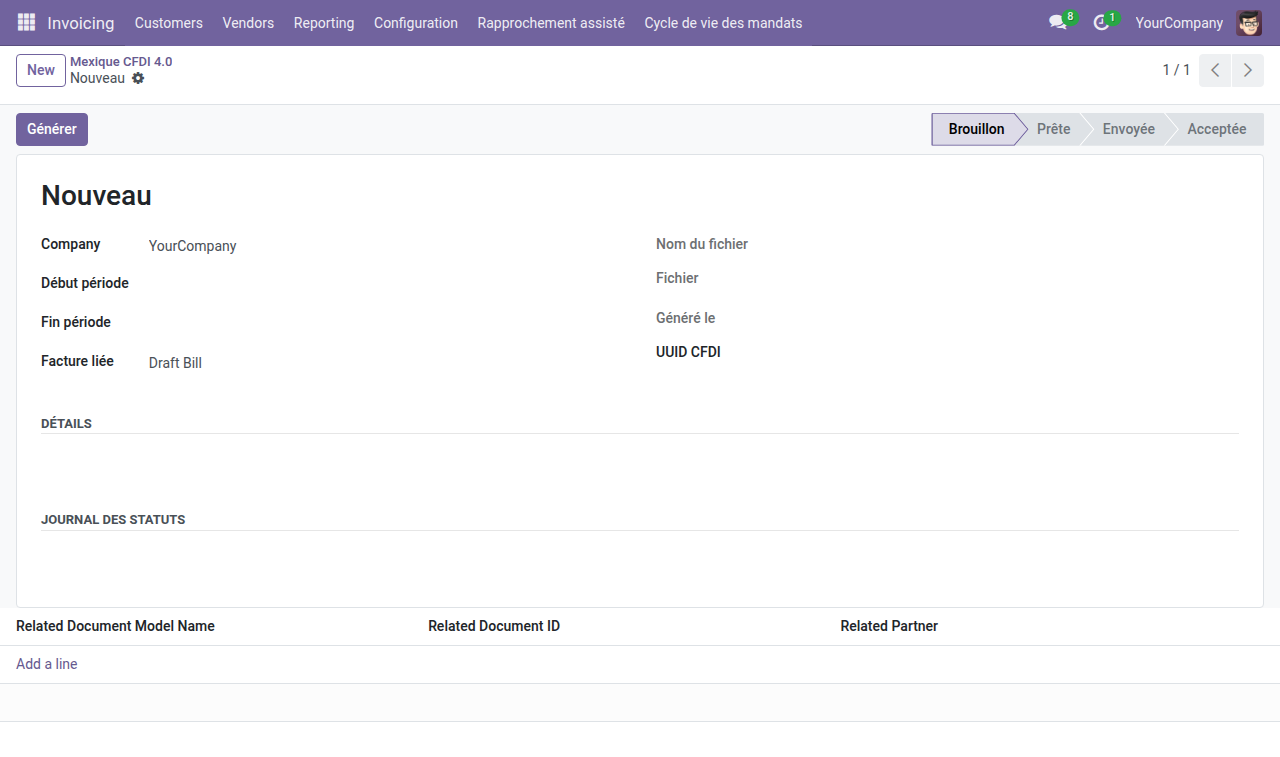 Invoicing Customers Vendors Reporting Configuration Rapprochement assisté Cycle de vie des mandats 8 1 YourCompany
New Mexique CFDI 4.0
Nouveau 1 / 1
Générer Brouillon Prête Envoyée Acceptée
Nouveau
Company YourCompany Nom du fichier
Début période Fichier
Fin période Généré le
Facture liée Draft Bill UUID CFDI
DÉTAILS
JOURNAL DES STATUTS
Related Document Model Name Related Document ID Related Partner
Add a line